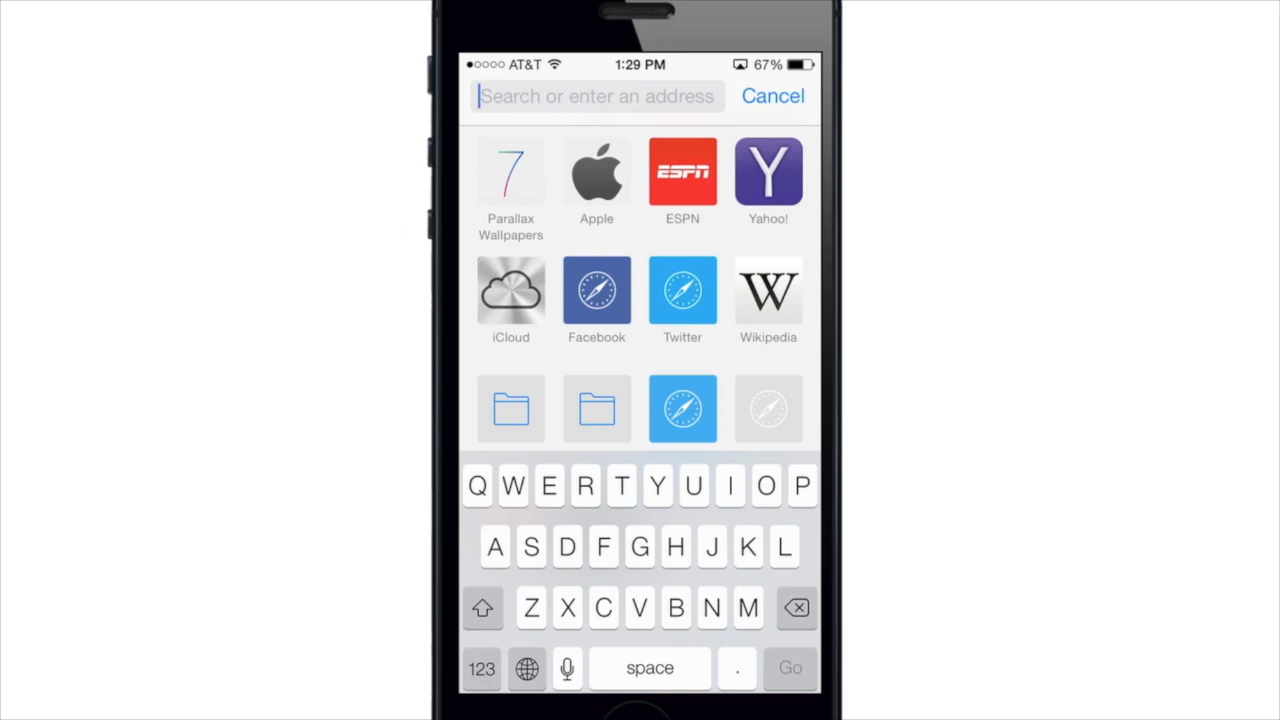 AT&T 1:29 PM 67%
Search or enter an address Cancel
7 ESPN Y
Parallax Apple ESPN Yahoo!
Wallpapers
W
iCloud Facebook Twitter Wikipedia
Q W E R T Y U I O P
A S D F G H J K L
Z X C V B N M
123 space . Go